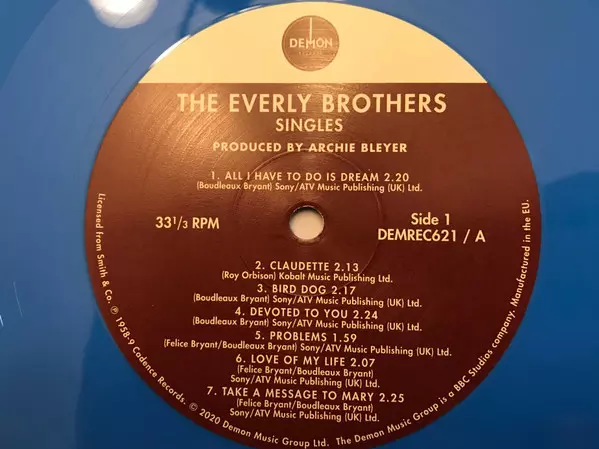 DEMON
RECORDS
THE EVERLY BROTHERS
SINGLES
PRODUCED BY ARCHIE BLEYER
1. ALL I HAVE TO DO IS DREAM 2.20
(Boudleaux Bryant) Sony/ATV Music Publishing (UK) Ltd.
33 1/3 RPM
Side 1
DEMREC621 / A
2. CLAUDETTE 2.13
(Roy Orbison) Kobalt Music Publishing Ltd.
3. BIRD DOG 2.17
(Boudleaux Bryant) Sony/ATV Music Publishing (UK) Ltd.
4. DEVOTED TO YOU 2.24
(Boudleaux Bryant) Sony/ATV Music Publishing (UK) Ltd.
5. PROBLEMS 1.59
(Felice Bryant/Boudleaux Bryant) Sony/ATV Music Publishing (UK) Ltd.
6. LOVE OF MY LIFE 2.07
(Felice Bryant/Boudleaux Bryant)
Sony/ATV Music Publishing (UK) Ltd.
7. TAKE A MESSAGE TO MARY 2.25
(Felice Bryant/Boudleaux Bryant)
Sony/ATV Music Publishing (UK) Ltd.
Licensed from Smith & Co. ℗ 1958-9 Cadence Records. © 2020 Demon Music Group Ltd. The Demon Music Group is a BBC Studios company. Manufactured in the EU.